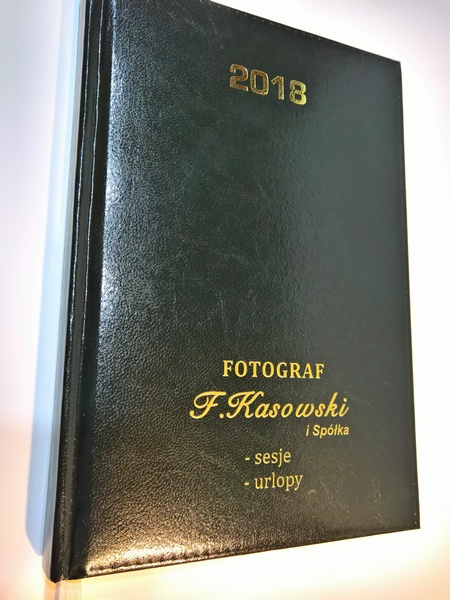 2018
FOTOGRAF
F.Kasowski
i Spółka
- sesje
- urlopy